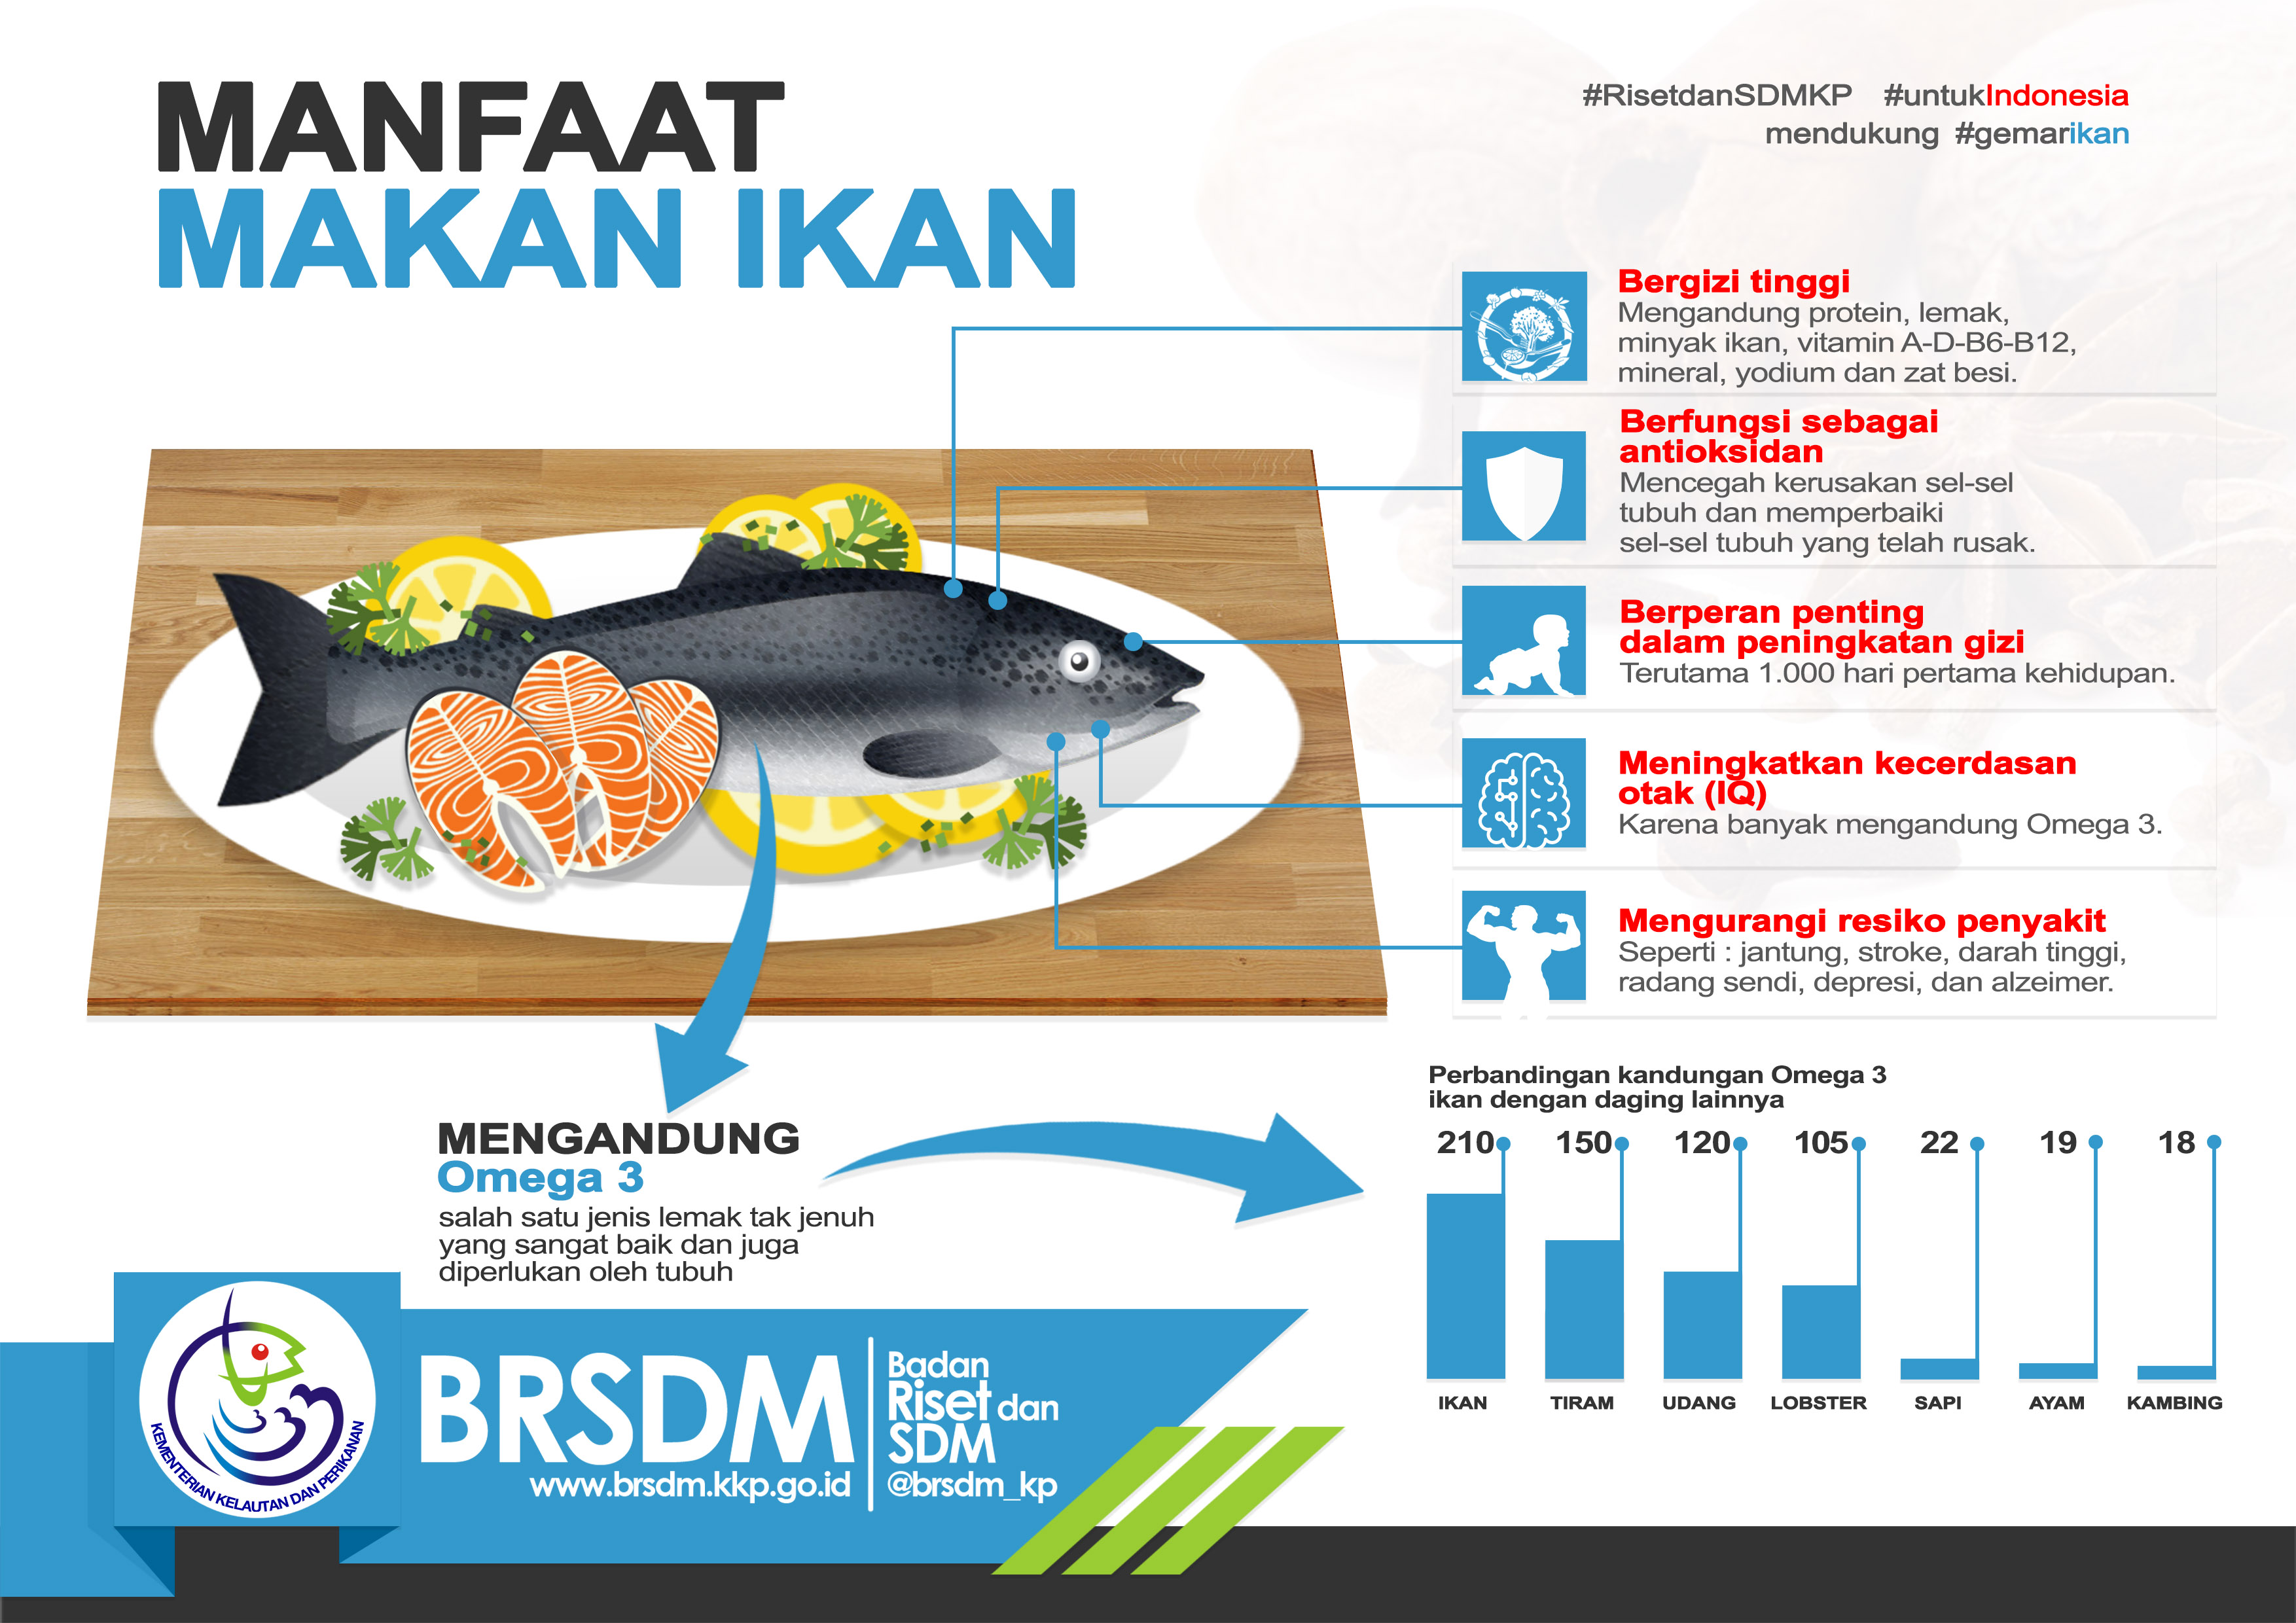 MANFAAT
MAKAN IKAN
#RisetdanSDMKP #untukIndonesia
mendukung #gemarikan
Bergizi tinggi
Mengandung protein, lemak,
minyak ikan, vitamin A-D-B6-B12,
mineral, yodium dan zat besi.
Berfungsi sebagai
antioksidan
Mencegah kerusakan sel-sel
tubuh dan memperbaiki
sel-sel tubuh yang telah rusak.
Berperan penting
dalam peningkatan gizi
Terutama 1.000 hari pertama kehidupan.
Meningkatkan kecerdasan
otak (IQ)
Karena banyak mengandung Omega 3.
Mengurangi resiko penyakit
Seperti : jantung, stroke, darah tinggi,
radang sendi, depresi, dan alzeimer.
MENGANDUNG
Omega 3
salah satu jenis lemak tak jenuh
yang sangat baik dan juga
diperlukan oleh tubuh
Perbandingan kandungan Omega 3
ikan dengan daging lainnya
210 150 120 105 22 19 18
IKAN TIRAM UDANG LOBSTER SAPI AYAM KAMBING
KEMENTERIAN KELAUTAN DAN PERIKANAN
BRSDM
www.brsdm.kkp.go.id
Badan
Riset dan
SDM
@brsdm_kp